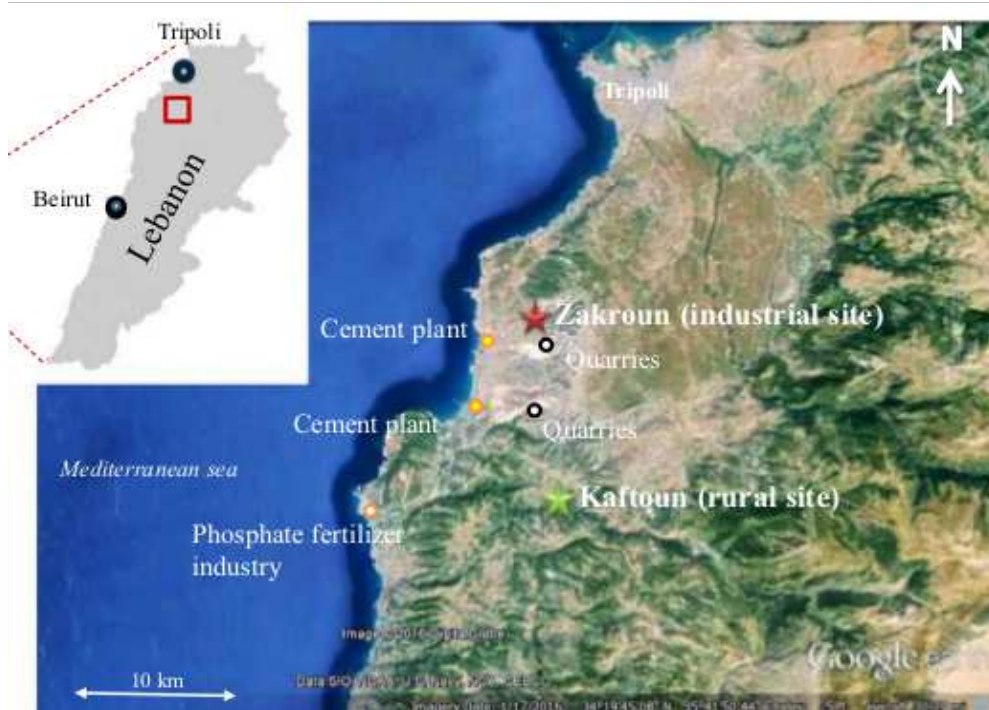 Tripoli
Beirut
Lebanon
N
Tripoli
Zakroun (industrial site)
Cement plant
Quarries
Cement plant
Quarries
Mediterranean sea
Kaftoun (rural site)
Phosphate fertilizer
industry
Google
10 km